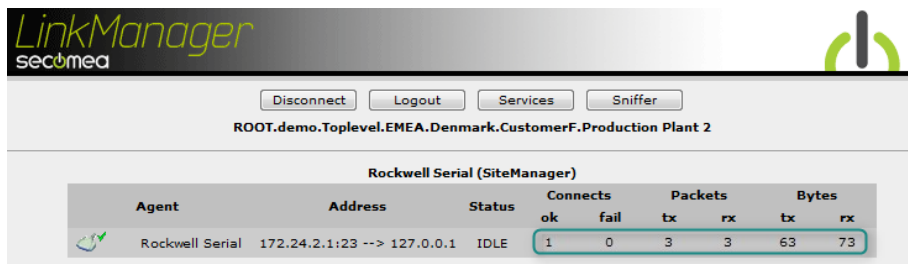 LinkManager
secomea
Disconnect Logout Services Sniffer
ROOT.demo.Toplevel.EMEA.Denmark.CustomerF.Production Plant 2
Rockwell Serial (SiteManager)
Agent Address Status Connects Packets Bytes
ok fail tx rx tx rx
Rockwell Serial 172.24.2.1:23 --> 127.0.0.1 IDLE 1 0 3 3 63 73